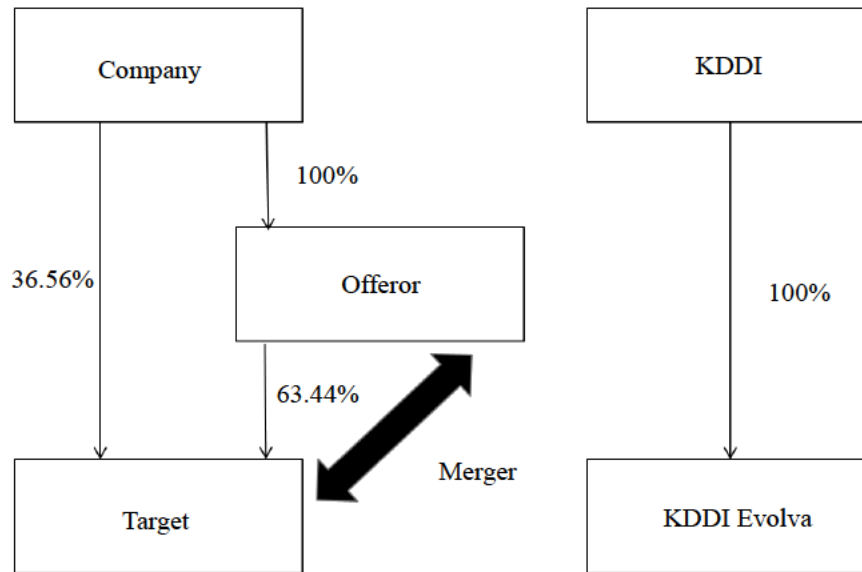 Company
KDDI
100%
Offeror
36.56%
100%
63.44%
Merger
Target
KDDI Evolva